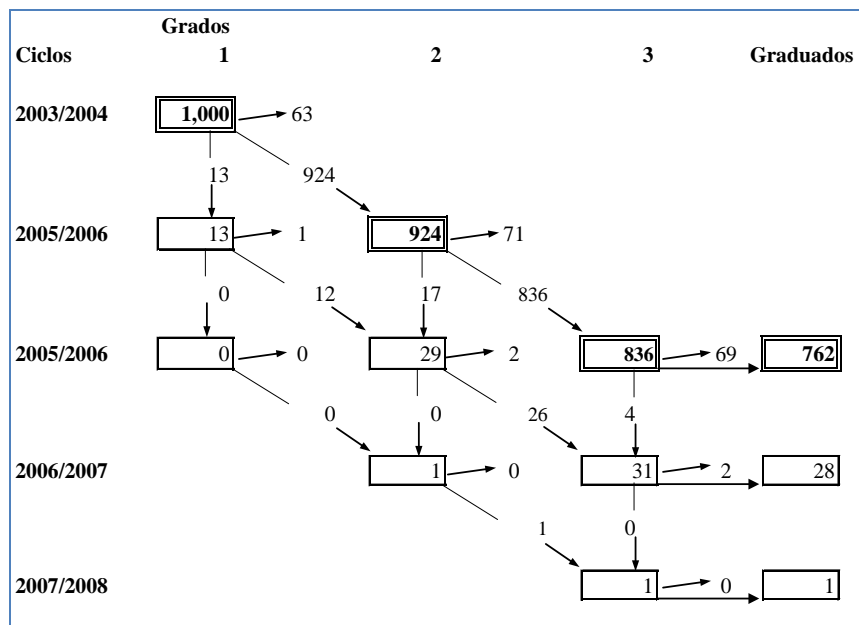 Grados
Ciclos 1 2 3 Graduados
2003/2004 1,000 63
13 924
2005/2006 13 1 924 71
0 12 17 836
2005/2006 0 0 29 2 836 69 762
0 0 26 4
2006/2007 1 0 31 2 28
1 0
2007/2008 1 0 1